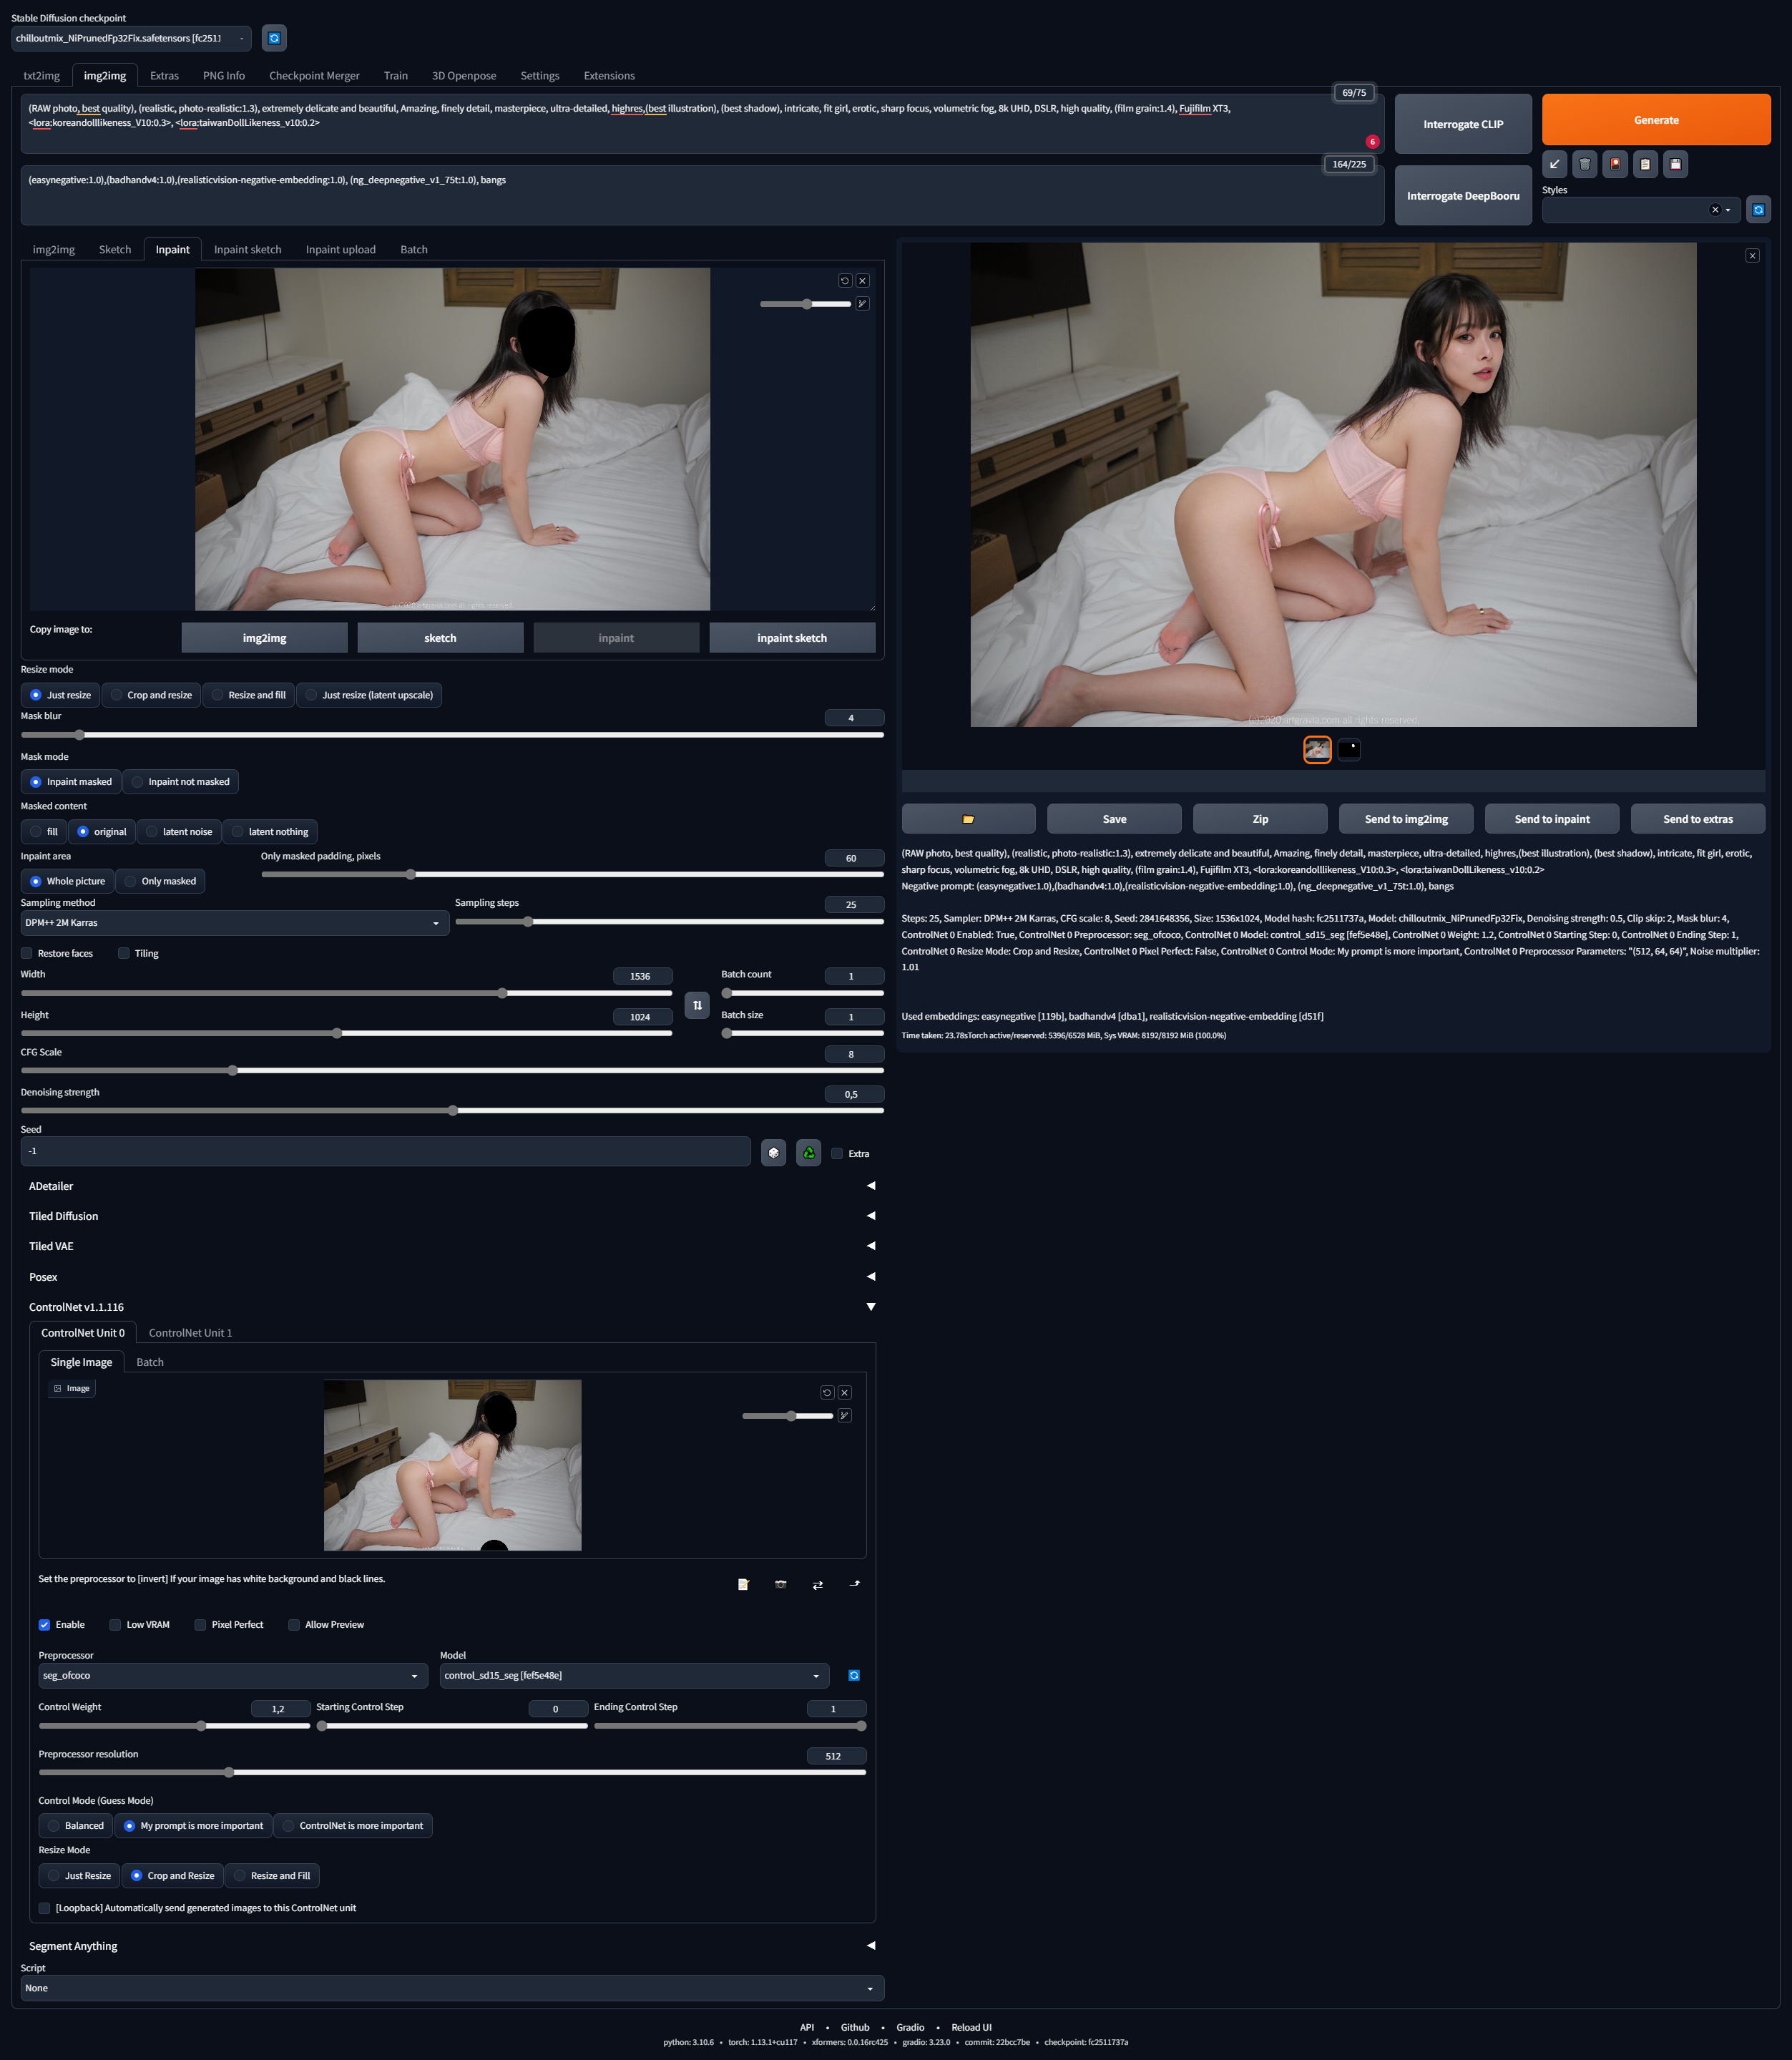 Stable Diffusion checkpoint
chilloutmix_NiPrunedFp32Fix.safetensors [fc2511
txt2img img2img Extras PNG Info Checkpoint Merger Train 3D Openpose Settings Extensions
69/75
(RAW photo, best quality), (realistic, photo-realistic:1.3), extremely delicate and beautiful, Amazing, finely detail, masterpiece, ultra-detailed, highres,(best illustration), (best shadow), intricate, fit girl, erotic, sharp focus, volumetric fog, 8k UHD, DSLR, high quality, (film grain:1.4), Fujifilm XT3,
<lora:koreandolllikeness_V10:0.3>, <lora:taiwanDollLikeness_v10:0.2>
6
Interrogate CLIP
Generate
164/225
(easynegative:1.0),(badhandv4:1.0),(realisticvision-negative-embedding:1.0), (ng_deepnegative_v1_75t:1.0), bangs
Interrogate DeepBooru
Styles
img2img Sketch Inpaint Inpaint sketch Inpaint upload Batch
(c)2020.artgravia.com all rights reserved.
Copy image to:
img2img sketch inpaint inpaint sketch
Resize mode
Just resize Crop and resize Resize and fill Just resize (latent upscale)
Mask blur 4
Mask mode
Inpaint masked Inpaint not masked
Masked content
fill original latent noise latent nothing
Inpaint area Only masked padding, pixels 60
Whole picture Only masked
Sampling method Sampling steps 25
DPM++ 2M Karras
Restore faces Tiling
Width 1536 Batch count 1
Height 1024 Batch size 1
CFG Scale 8
Denoising strength 0,5
Seed
-1
Extra
ADetailer
Tiled Diffusion
Tiled VAE
Posex
ControlNet v1.1.116
ControlNet Unit 0 ControlNet Unit 1
Single Image Batch
Image
Set the preprocessor to [invert] If your image has white background and black lines.
Enable Low VRAM Pixel Perfect Allow Preview
Preprocessor Model
seg_ofcoco control_sd15_seg [fef5e48e]
Control Weight 1,2 Starting Control Step 0 Ending Control Step 1
Preprocessor resolution 512
Control Mode (Guess Mode)
Balanced My prompt is more important ControlNet is more important
Resize Mode
Just Resize Crop and Resize Resize and Fill
[Loopback] Automatically send generated images to this ControlNet unit
Segment Anything
Script
None
(c)2020.artgravia.com all rights reserved.
Save Zip Send to img2img Send to inpaint Send to extras
(RAW photo, best quality), (realistic, photo-realistic:1.3), extremely delicate and beautiful, Amazing, finely detail, masterpiece, ultra-detailed, highres,(best illustration), (best shadow), intricate, fit girl, erotic,
sharp focus, volumetric fog, 8k UHD, DSLR, high quality, (film grain:1.4), Fujifilm XT3, <lora:koreandolllikeness_V10:0.3>, <lora:taiwanDollLikeness_v10:0.2>
Negative prompt: (easynegative:1.0),(badhandv4:1.0),(realisticvision-negative-embedding:1.0), (ng_deepnegative_v1_75t:1.0), bangs
Steps: 25, Sampler: DPM++ 2M Karras, CFG scale: 8, Seed: 2841648356, Size: 1536x1024, Model hash: fc2511737a, Model: chilloutmix_NiPrunedFp32Fix, Denoising strength: 0.5, Clip skip: 2, Mask blur: 4,
ControlNet 0 Enabled: True, ControlNet 0 Preprocessor: seg_ofcoco, ControlNet 0 Model: control_sd15_seg [fef5e48e], ControlNet 0 Weight: 1.2, ControlNet 0 Starting Step: 0, ControlNet 0 Ending Step: 1,
ControlNet 0 Resize Mode: Crop and Resize, ControlNet 0 Pixel Perfect: False, ControlNet 0 Control Mode: My prompt is more important, ControlNet 0 Preprocessor Parameters: "(512, 64, 64)", Noise multiplier:
1.01
Used embeddings: easynegative [119b], badhandv4 [dba1], realisticvision-negative-embedding [d51f]
Time taken: 23.78sTorch active/reserved: 5396/6528 MiB, Sys VRAM: 8192/8192 MiB (100.0%)
API • Github • Gradio • Reload UI
python: 3.10.6 • torch: 1.13.1+cu117 • xformers: 0.0.16rc425 • gradio: 3.23.0 • commit: 22bcc7be • checkpoint: fc2511737a